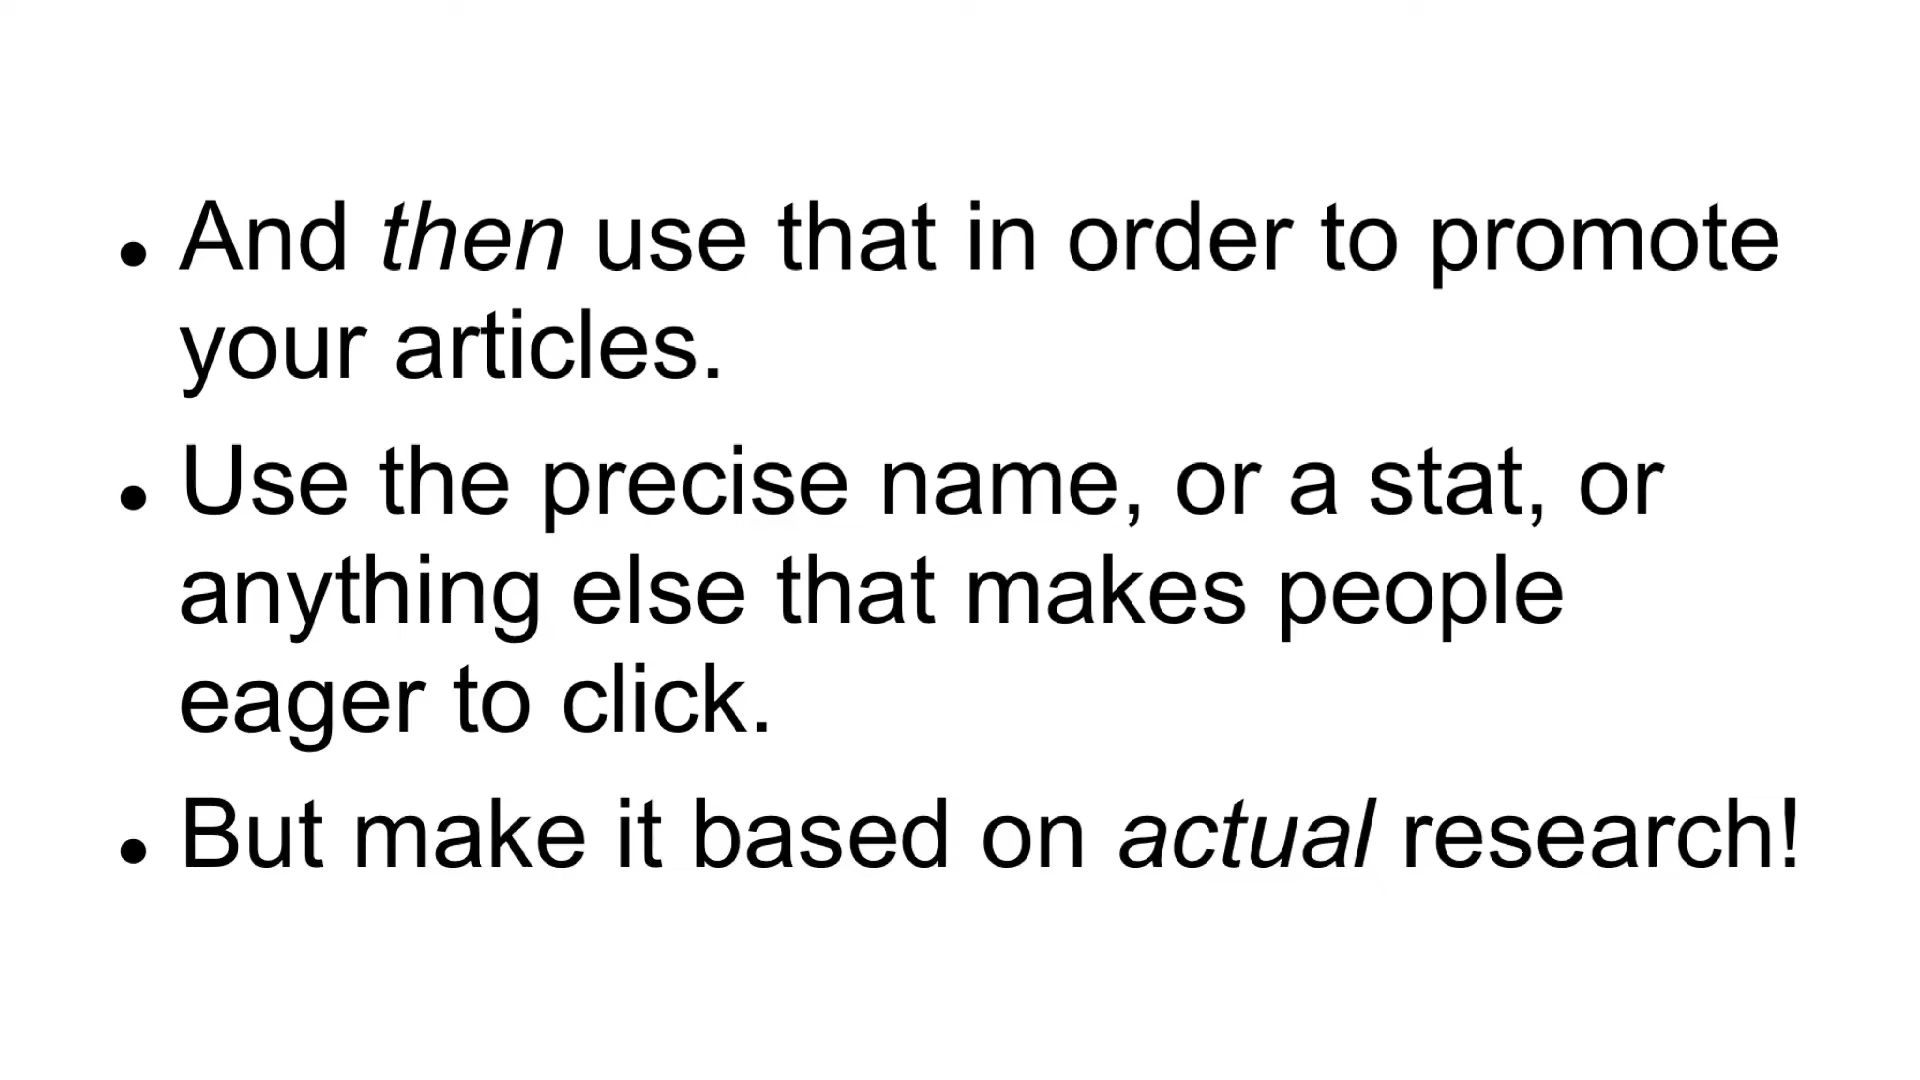 • And then use that in order to promote
your articles.
• Use the precise name, or a stat, or
anything else that makes people
eager to click.
• But make it based on actual research!